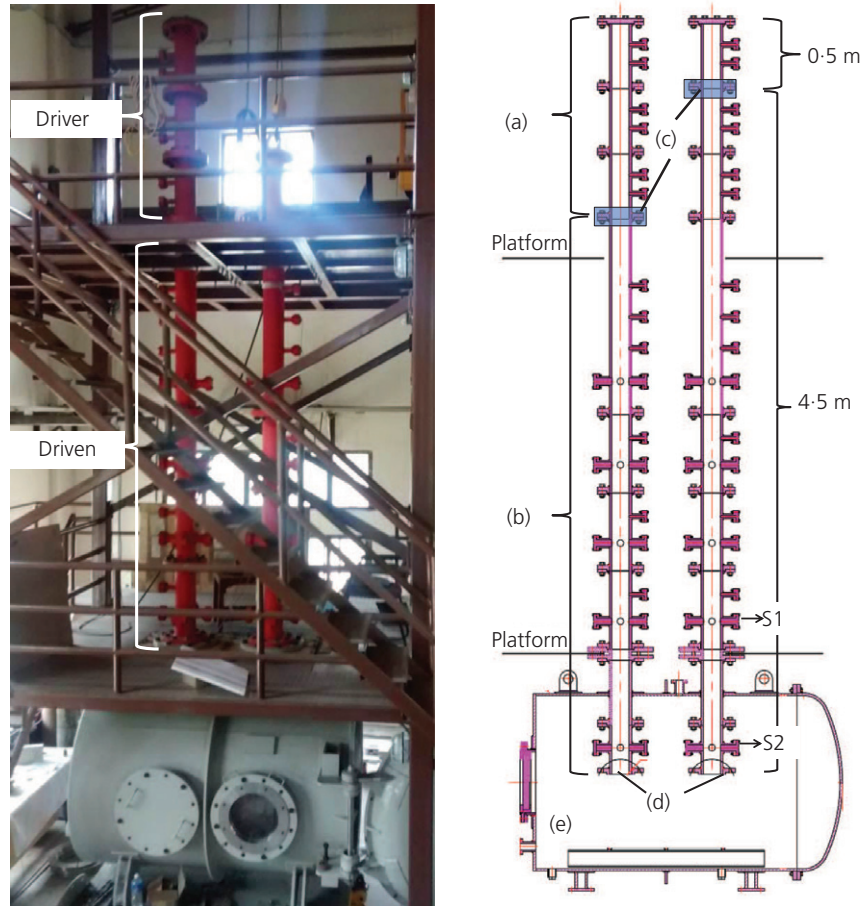 Driver
Driven
(a)
(c)
0·5 m
Platform
4·5 m
(b)
S1
Platform
S2
(d)
(e)